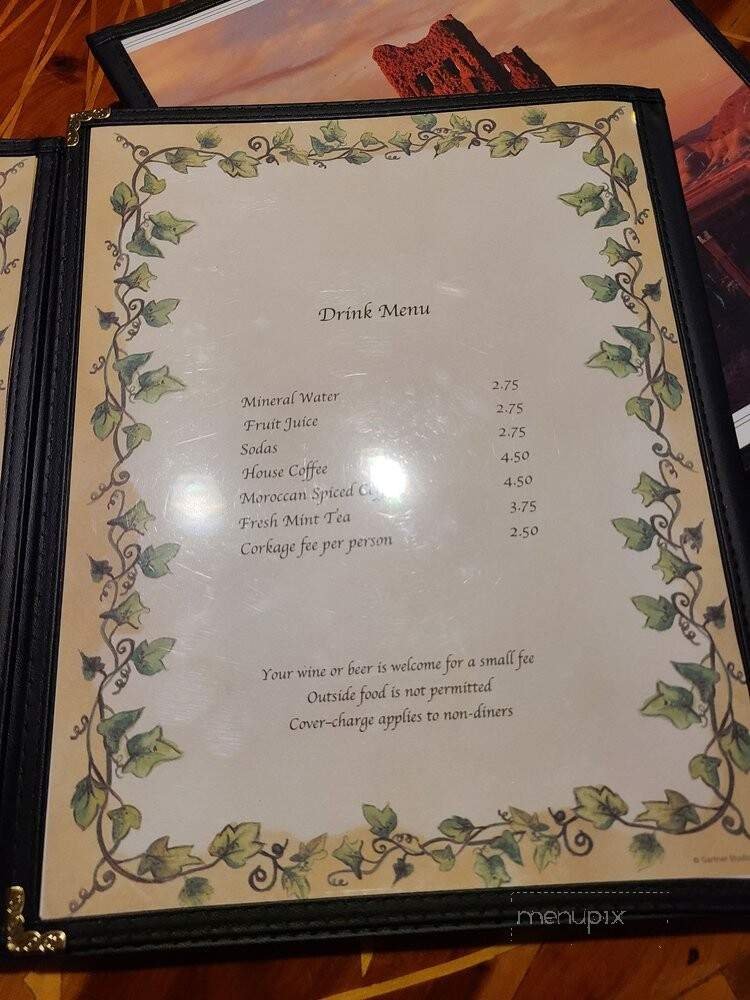 Drink Menu
Mineral Water 2.75
Fruit Juice 2.75
Sodas 2.75
House Coffee 4.50
Moroccan Spiced 4.50
Fresh Mint Tea 3.75
Corkage fee per person 2.50
Your wine or beer is welcome for a small fee
Outside food is not permitted
Cover-charge applies to non-diners
© Gartner
menupix